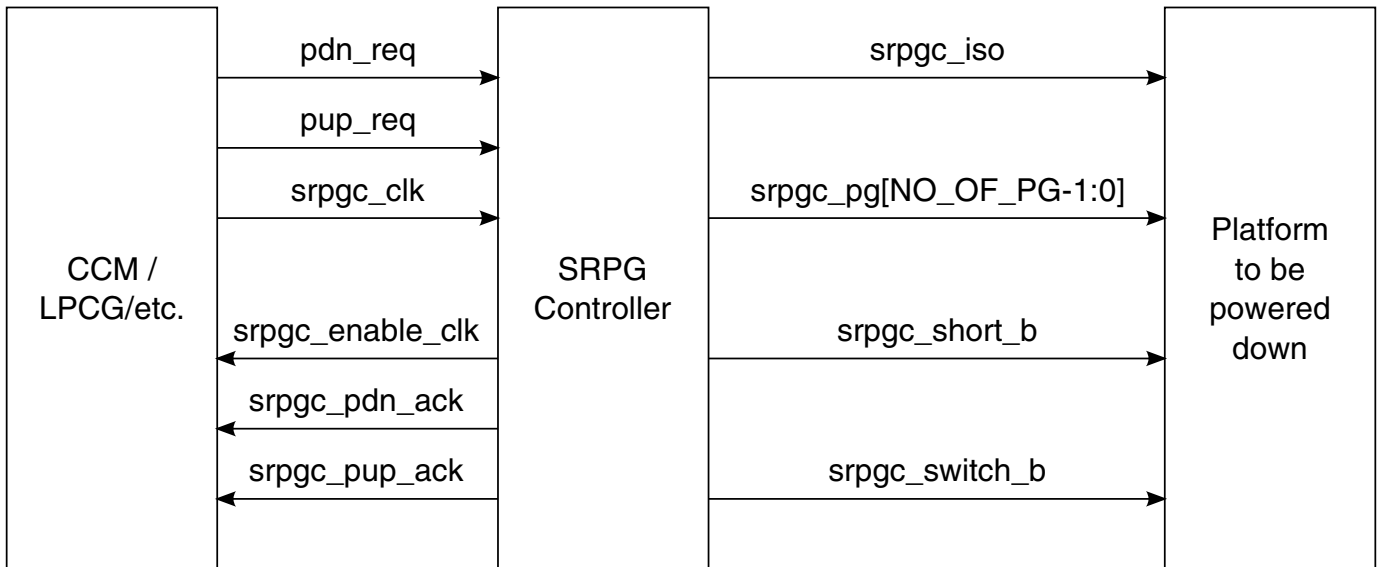 pdn_req
pup_req
srpgc_clk
CCM /
LPCG/etc.
srpgc_enable_clk
srpgc_pdn_ack
srpgc_pup_ack
SRPG
Controller
srpgc_iso
srpgc_pg[NO_OF_PG-1:0]
srpgc_short_b
srpgc_switch_b
Platform
to be
powered
down